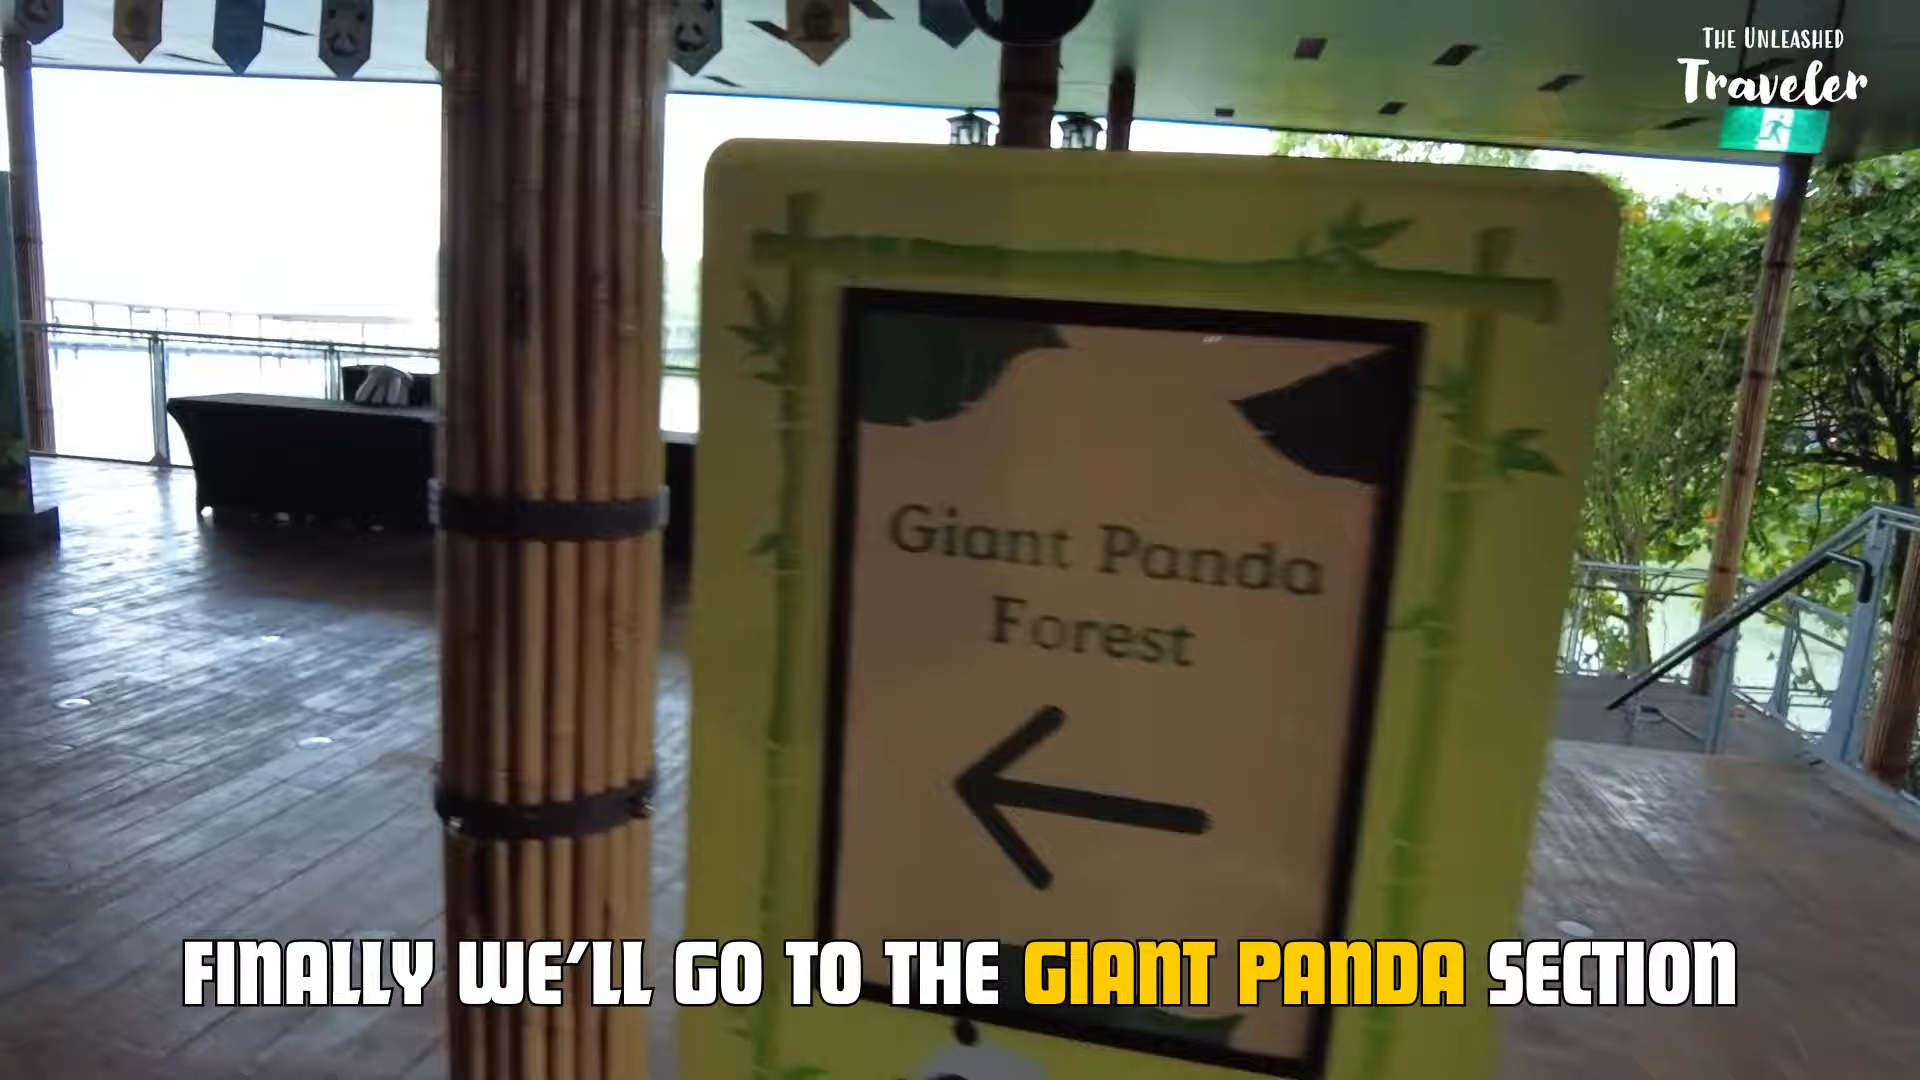 THE UNLEASHED
Traveler
Giant Panda
Forest
FINALLY WE'LL GO TO THE GIANT PANDA SECTION